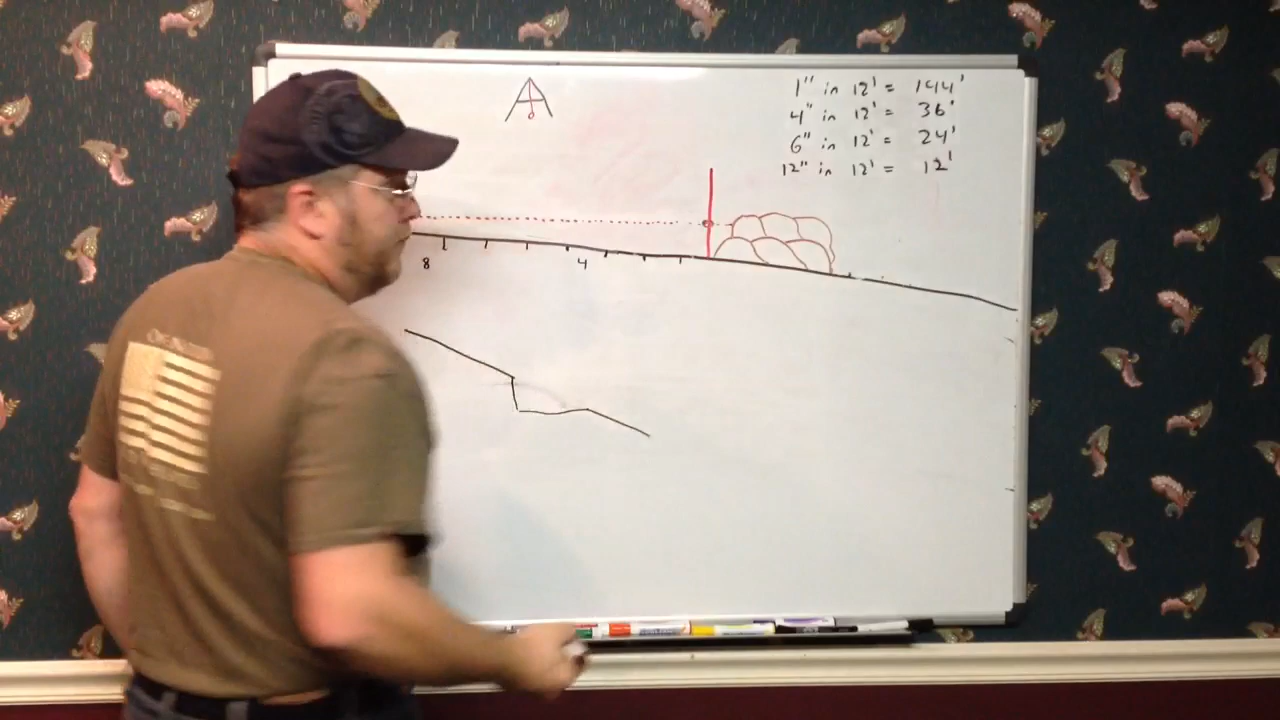 1" in 12' = 144'
4" in 12' = 36'
6" in 12' = 24'
12" in 12' = 12'
8 4